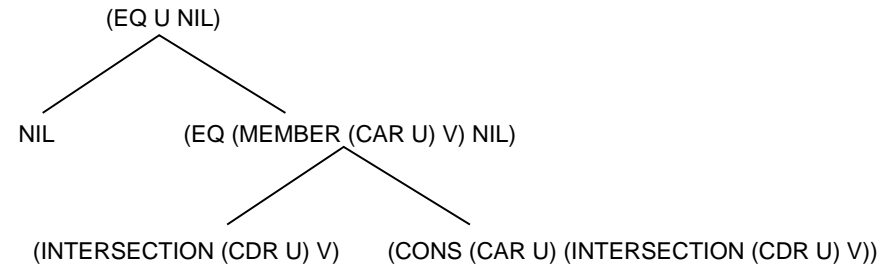 (EQ U NIL)
NIL (EQ (MEMBER (CAR U) V) NIL)
(INTERSECTION (CDR U) V) (CONS (CAR U) (INTERSECTION (CDR U) V))